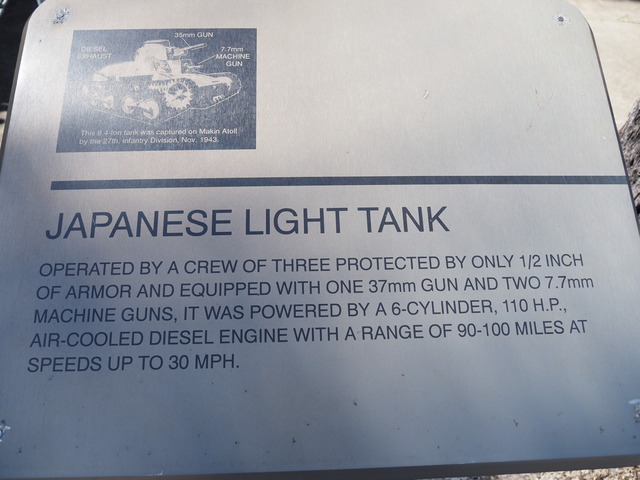 35mm GUN
DIESEL
EXHAUST
7.7mm
MACHINE
GUN
This 8.4-ton tank was captured on Makin Atoll
by the 27th. Infantry Division, Nov. 1943.
JAPANESE LIGHT TANK
OPERATED BY A CREW OF THREE PROTECTED BY ONLY 1/2 INCH
OF ARMOR AND EQUIPPED WITH ONE 37mm GUN AND TWO 7.7mm
MACHINE GUNS, IT WAS POWERED BY A 6-CYLINDER, 110 H.P.,
AIR-COOLED DIESEL ENGINE WITH A RANGE OF 90-100 MILES AT
SPEEDS UP TO 30 MPH.